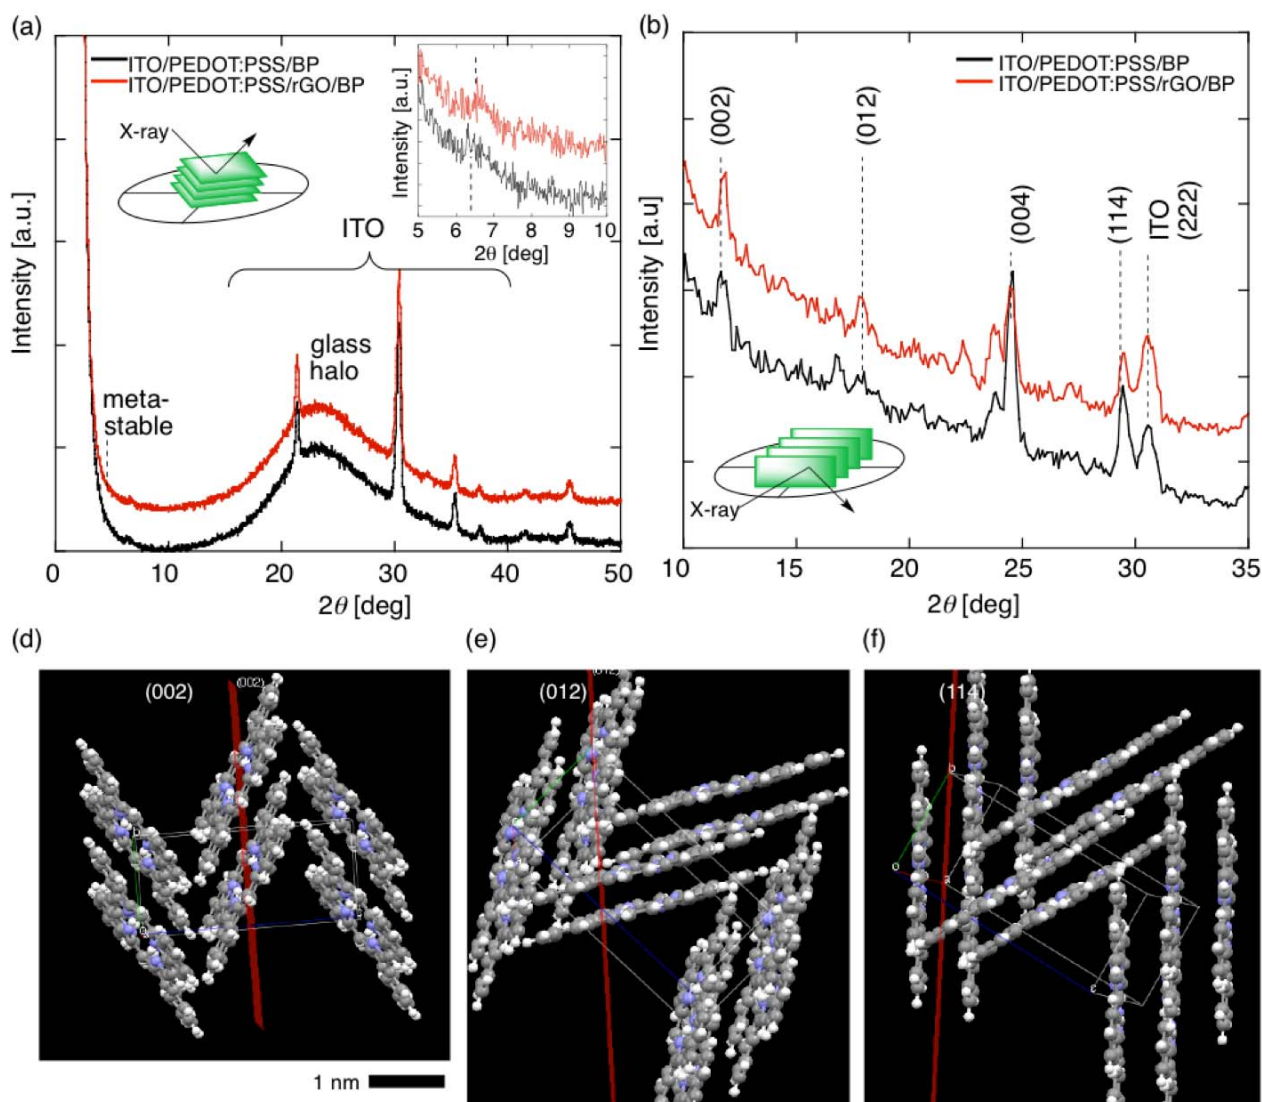 (a)
ITO/PEDOT:PSS/BP
ITO/PEDOT:PSS/rGO/BP
X-ray
ITO
glass
halo
meta-
stable
Intensity [a.u.]
0 10 20 30 40 50
2θ [deg]
Intensity [a.u.]
5 6 7 8 9 10
2θ [deg]
(b)
ITO/PEDOT:PSS/BP
ITO/PEDOT:PSS/rGO/BP
(002)
(012)
(004)
(114)
ITO
(222)
X-ray
Intensity [a.u]
10 15 20 25 30 35
2θ [deg]
(d)
(002)
(002)
1 nm
(e)
(012)
(012)
(f)
(114)
o
a
c